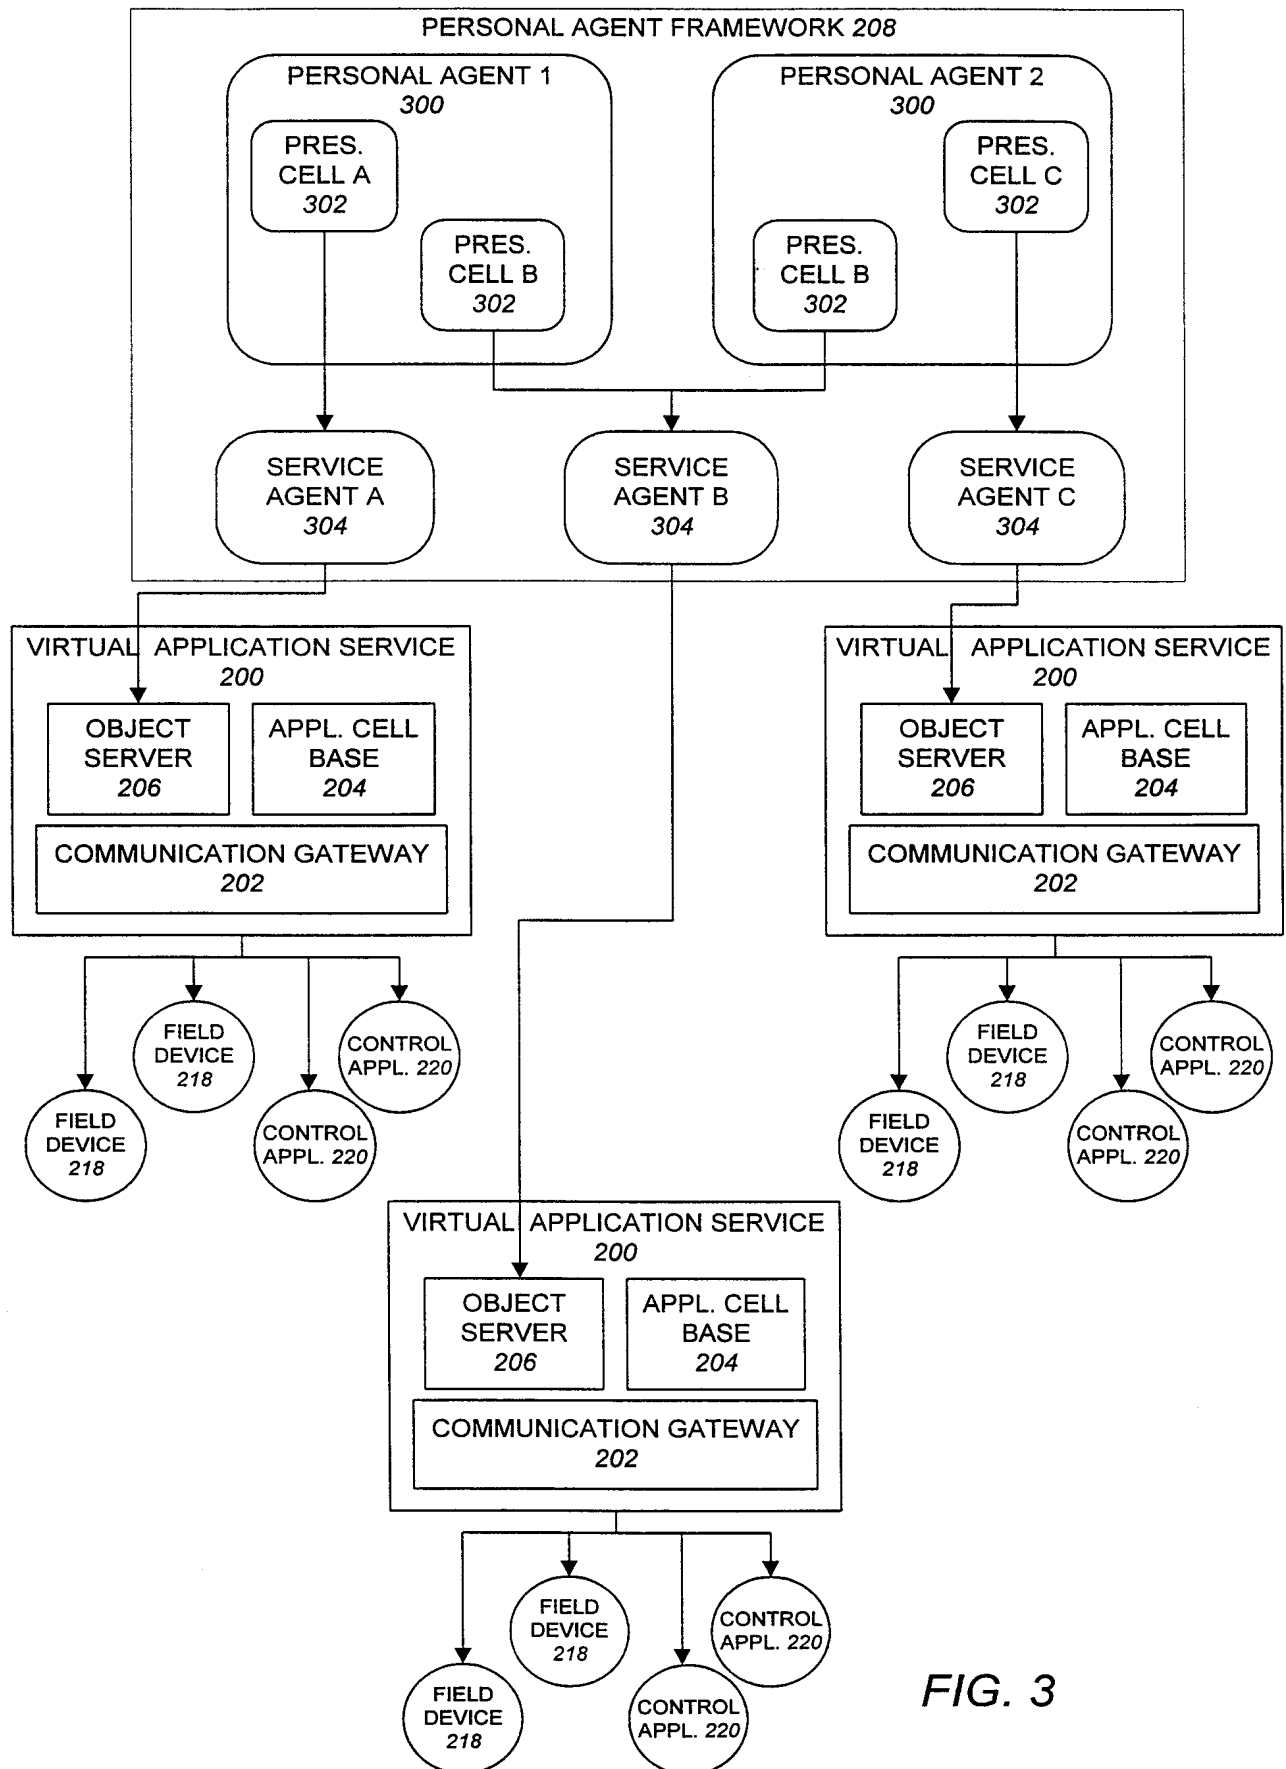 PERSONAL AGENT FRAMEWORK 208
PERSONAL AGENT 1
300
PRES.
CELL A
302
PRES.
CELL B
302
PERSONAL AGENT 2
300
PRES.
CELL C
302
PRES.
CELL B
302
SERVICE
AGENT A
304
SERVICE
AGENT B
304
SERVICE
AGENT C
304
VIRTUAL APPLICATION SERVICE
200
OBJECT
SERVER
206
APPL. CELL
BASE
204
COMMUNICATION GATEWAY
202
FIELD
DEVICE
218
CONTROL
APPL. 220
FIELD
DEVICE
218
CONTROL
APPL. 220
VIRTUAL APPLICATION SERVICE
200
OBJECT
SERVER
206
APPL. CELL
BASE
204
COMMUNICATION GATEWAY
202
FIELD
DEVICE
218
CONTROL
APPL. 220
FIELD
DEVICE
218
CONTROL
APPL. 220
VIRTUAL APPLICATION SERVICE
200
OBJECT
SERVER
206
APPL. CELL
BASE
204
COMMUNICATION GATEWAY
202
FIELD
DEVICE
218
CONTROL
APPL. 220
FIELD
DEVICE
218
CONTROL
APPL. 220
FIG. 3